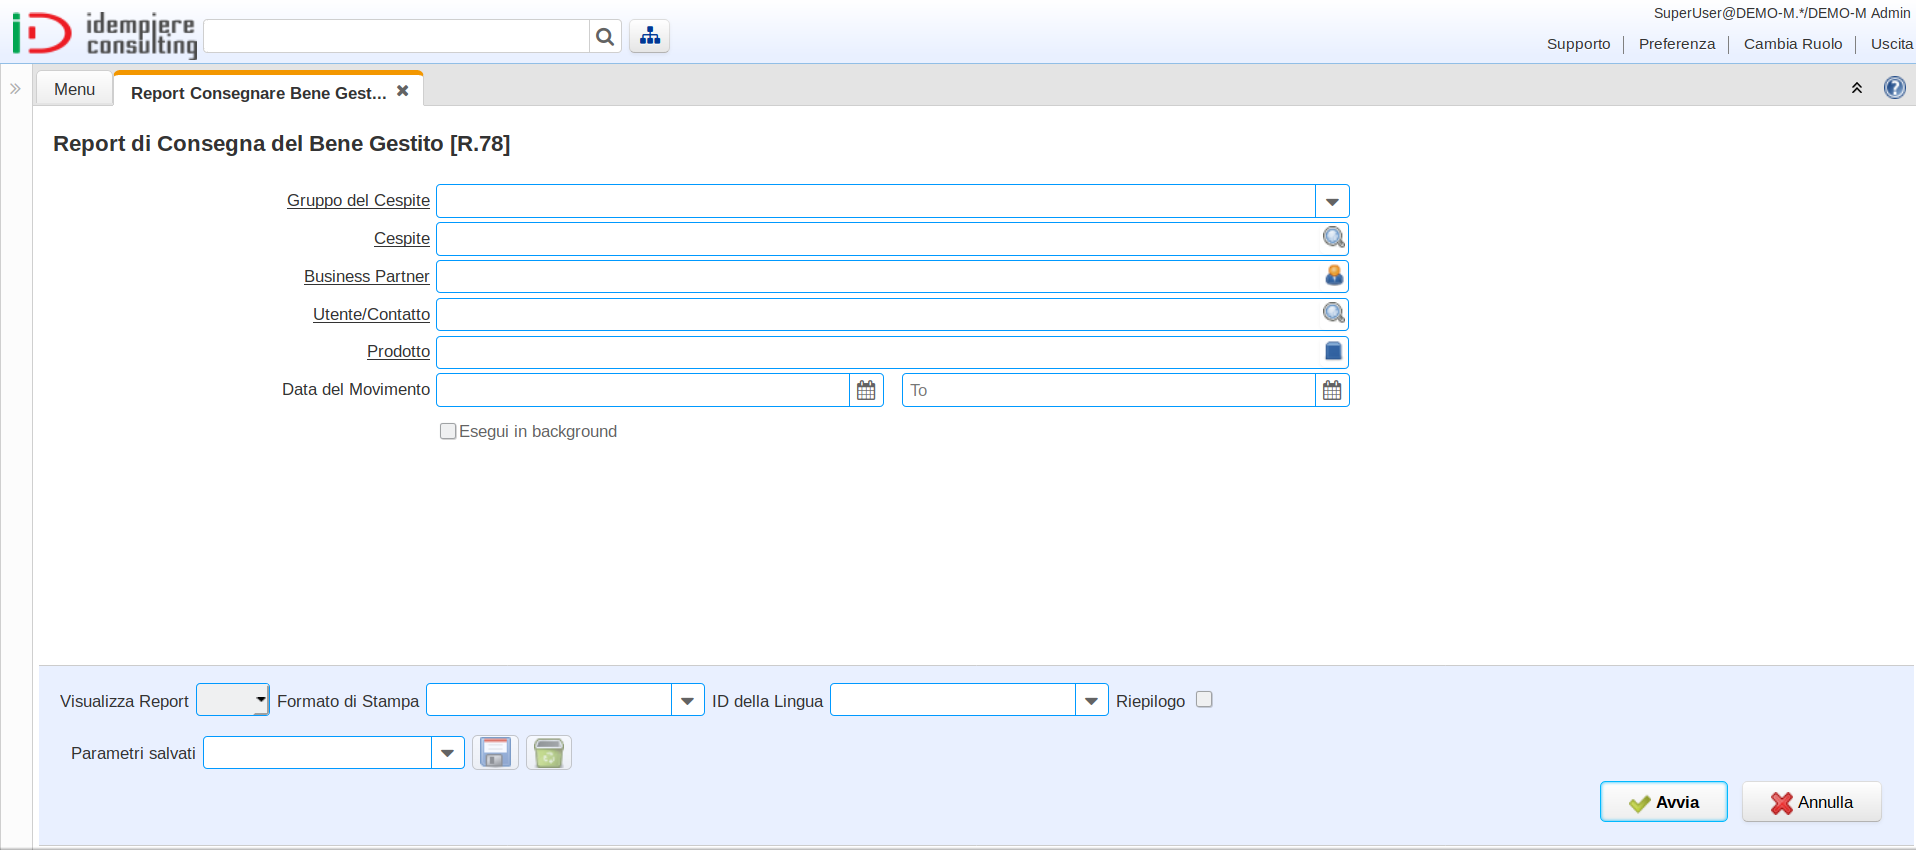 idempiere
consulting
SuperUser@DEMO-M.*/DEMO-M Admin
Supporto
Preferenza
Cambia Ruolo
Uscita
Menu
Report Consegnare Bene Gest...
Report di Consegna del Bene Gestito [R.78]
Gruppo del Cespite
Cespite
Business Partner
Utente/Contatto
Prodotto
Data del Movimento
To
Esegui in background
Visualizza Report
Formato di Stampa
ID della Lingua
Riepilogo
Parametri salvati
Avvia
Annulla